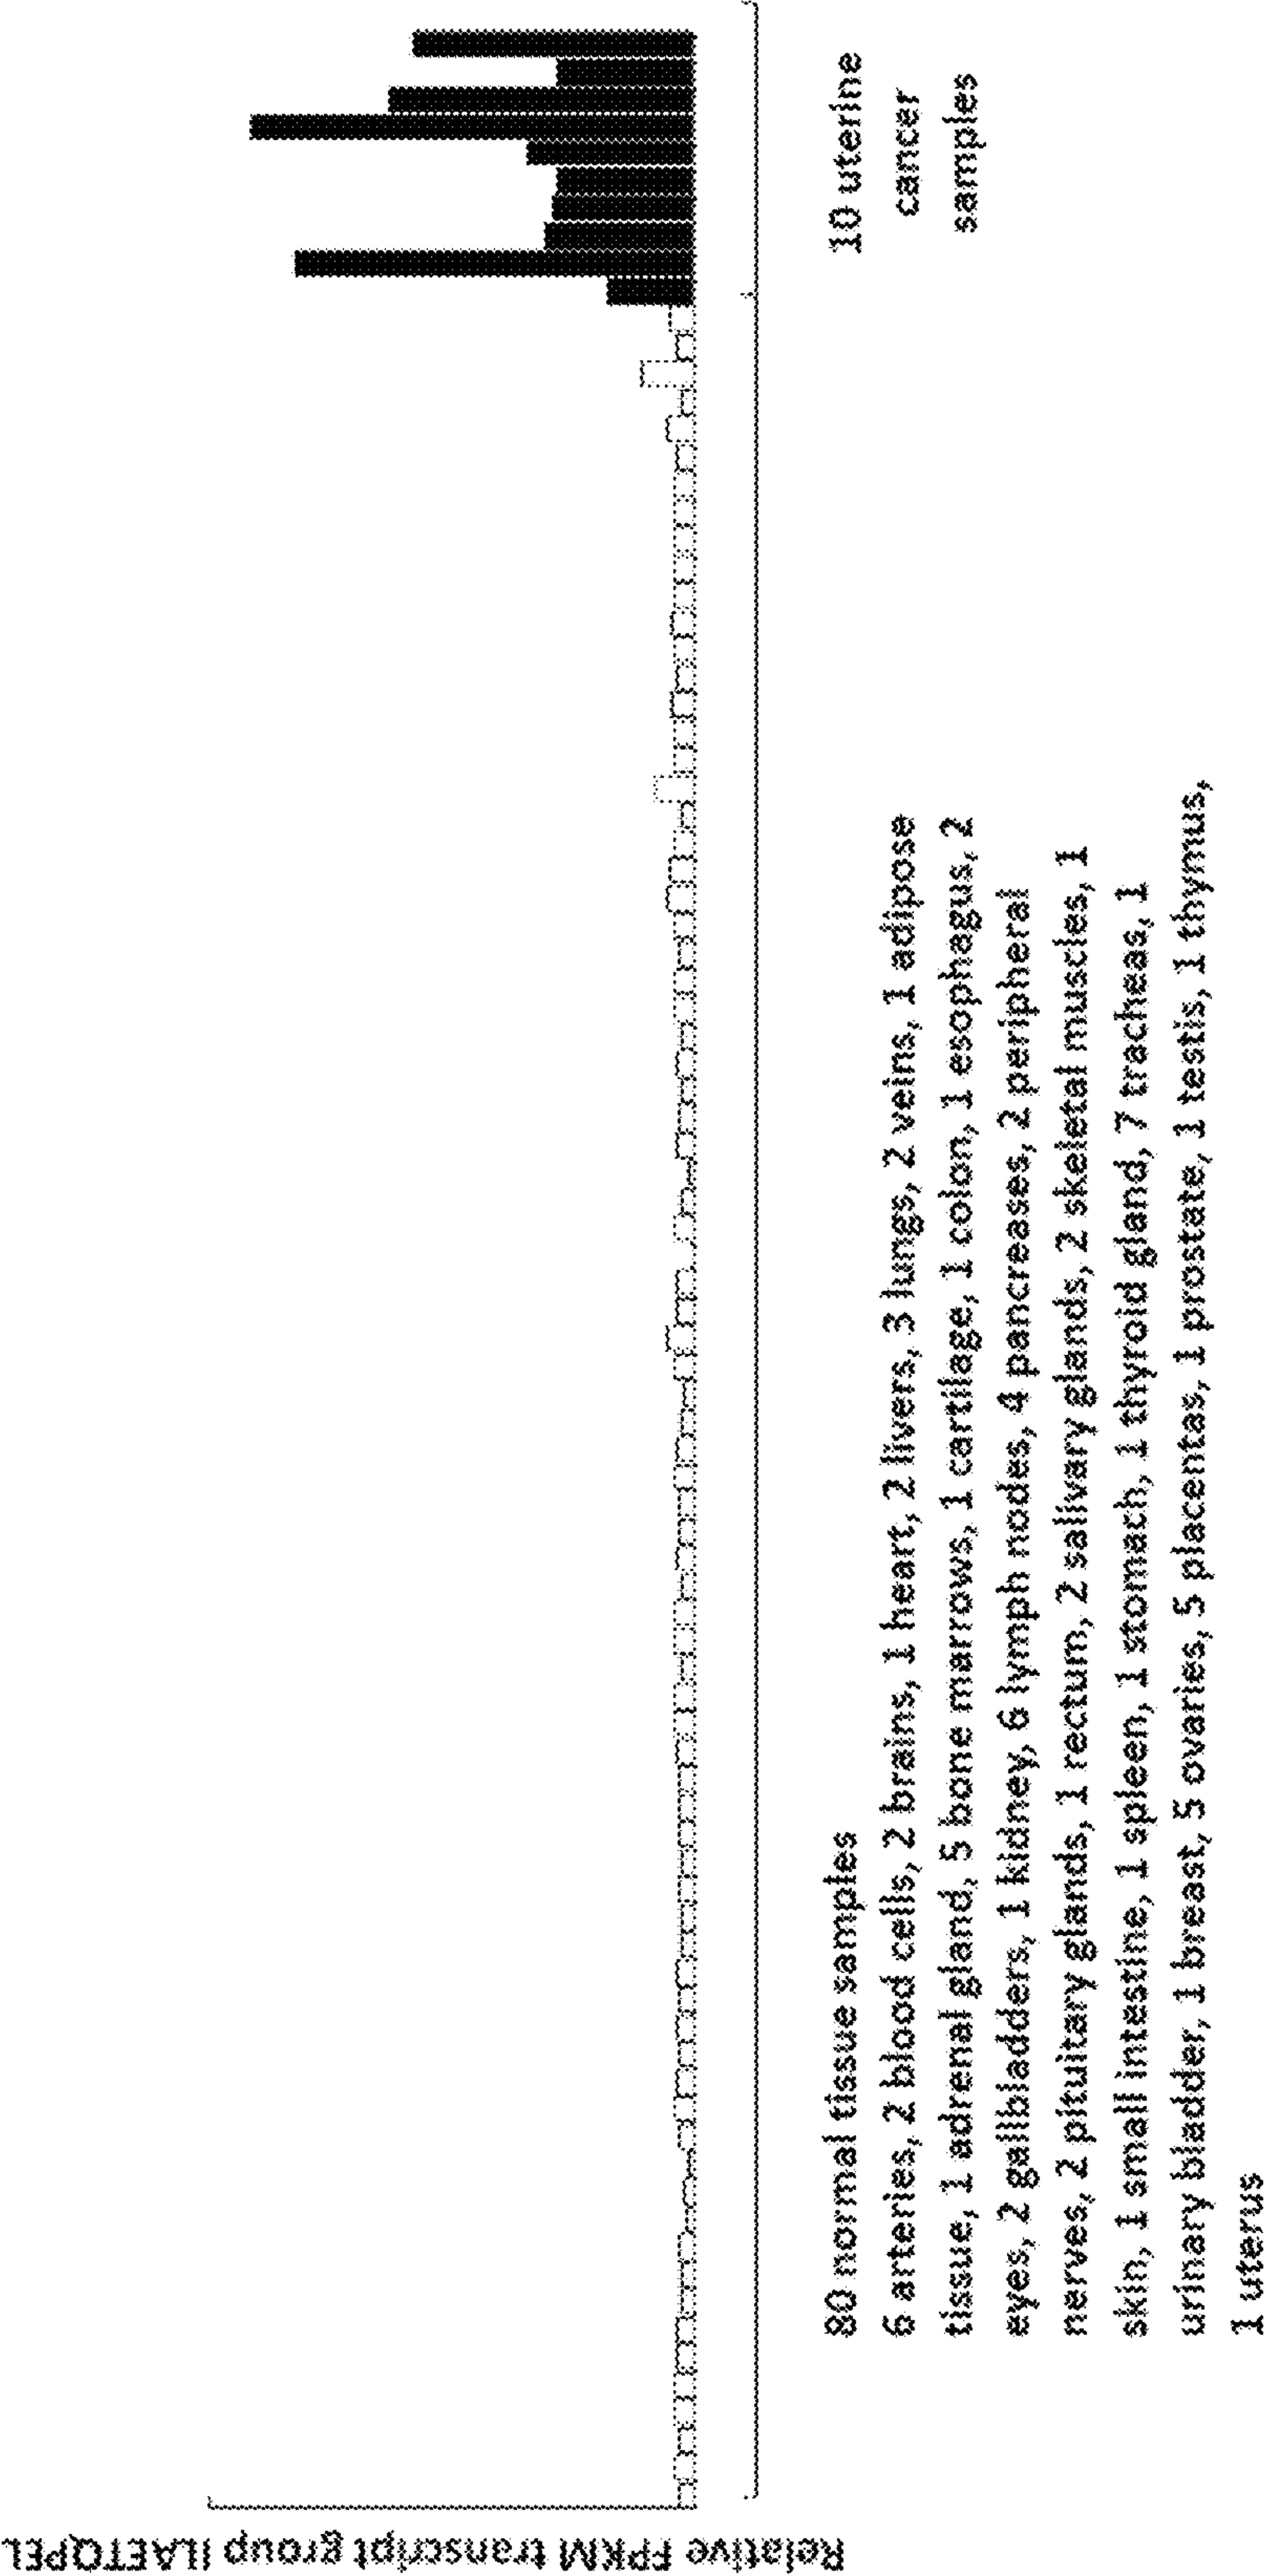 Relative FPKM transcript group ILAETQPEL
80 normal tissue samples
6 arteries, 2 blood cells, 2 brains, 1 heart, 2 livers, 3 lungs, 2 veins, 1 adipose
tissue, 1 adrenal gland, 5 bone marrows, 1 cartilage, 1 colon, 1 esophagus, 2
eyes, 2 gallbladders, 1 kidney, 6 lymph nodes, 4 pancreases, 2 peripheral
nerves, 2 pituitary glands, 1 rectum, 2 salivary glands, 2 skeletal muscles, 1
skin, 1 small intestine, 1 spleen, 1 stomach, 1 thyroid gland, 7 tracheas, 1
urinary bladder, 1 breast, 5 ovaries, 5 placentas, 1 prostate, 1 testis, 1 thymus,
1 uterus
10 uterine
cancer
samples